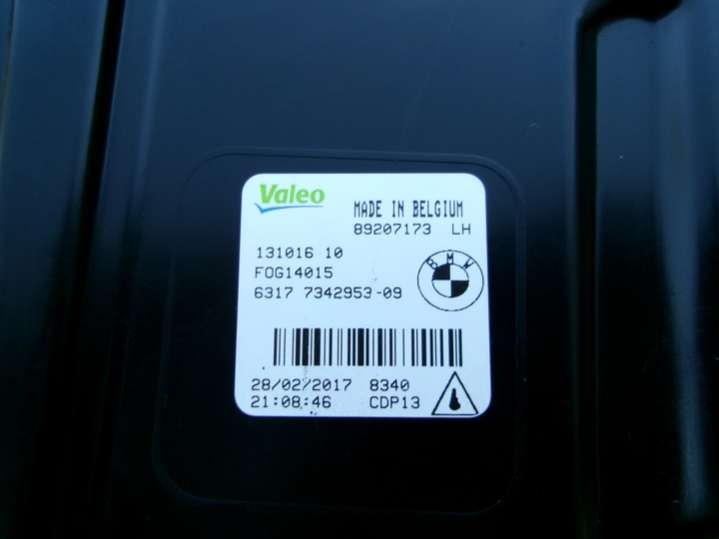 Valeo
MADE IN BELGIUM
89207173 LH
131016 10
FOG14015
6317 7342953-09
BMW
28/02/2017 8340
21:08:46 CDP13